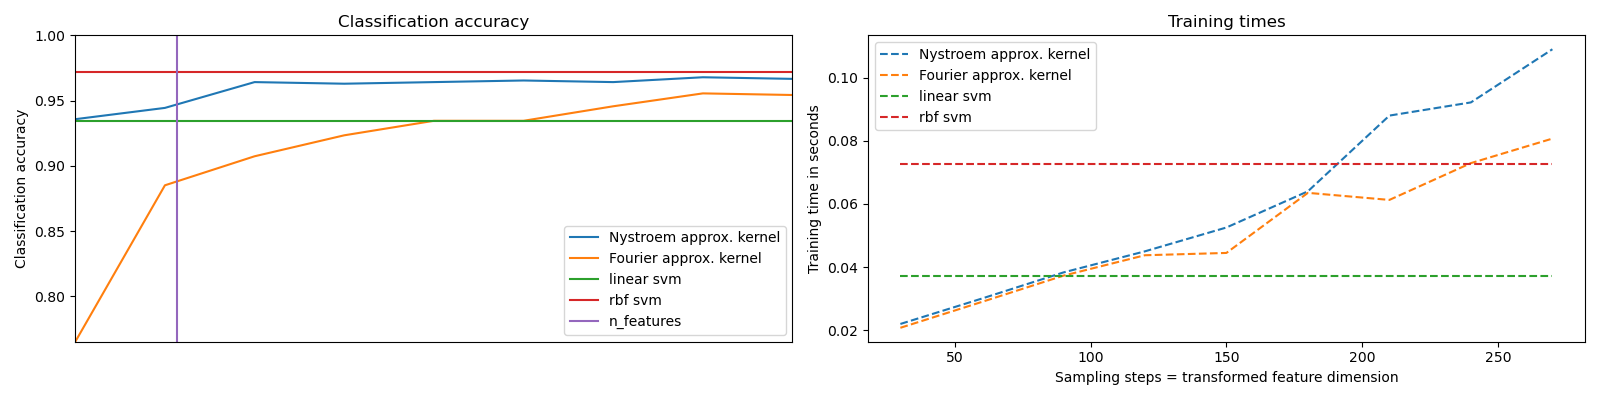 Classification accuracy
Classification accuracy
1.00
0.95
0.90
0.85
0.80
Nystroem approx. kernel
Fourier approx. kernel
linear svm
rbf svm
n_features
Training times
Training time in seconds
0.10
0.08
0.06
0.04
0.02
Nystroem approx. kernel
Fourier approx. kernel
linear svm
rbf svm
50 100 150 200 250
Sampling steps = transformed feature dimension